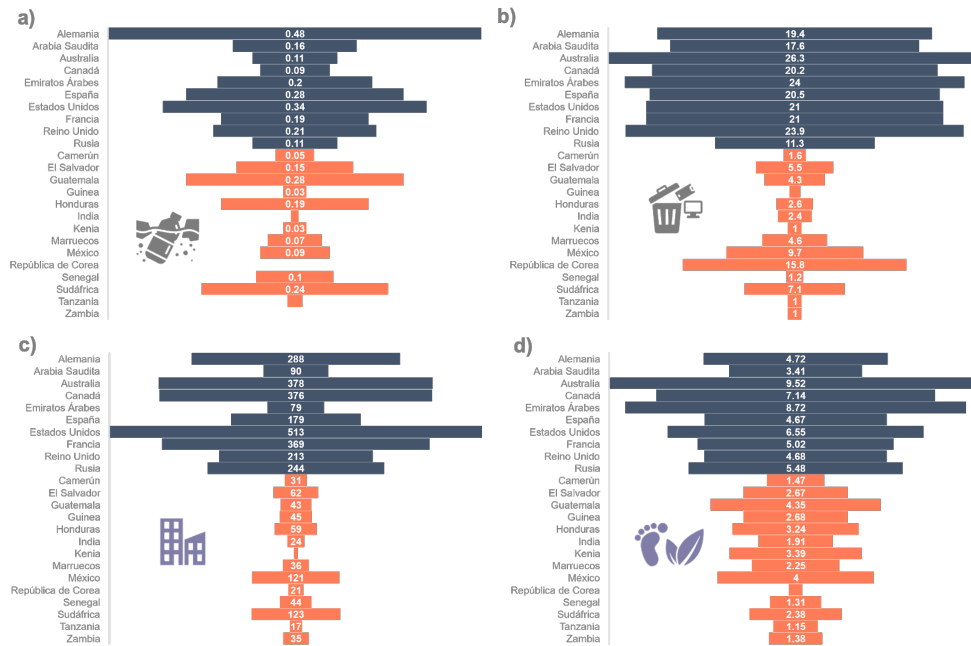 a)
Alemania 0.48
Arabia Saudita 0.16
Australia 0.11
Canadá 0.09
Emiratos Árabes 0.2
España 0.28
Estados Unidos 0.34
Francia 0.19
Reino Unido 0.21
Rusia 0.11
Camerún 0.05
El Salvador 0.15
Guatemala 0.28
Guinea 0.03
Honduras 0.19
India
Kenia 0.03
Marruecos 0.07
México 0.09
República de Corea
Senegal 0.1
Sudáfrica 0.24
Tanzania
Zambia
b)
Alemania 19.4
Arabia Saudita 17.6
Australia 26.3
Canadá 20.2
Emiratos Árabes 24
España 20.5
Estados Unidos 21
Francia 21
Reino Unido 23.9
Rusia 11.3
Camerún 1.6
El Salvador 5.5
Guatemala 4.3
Guinea
Honduras 2.6
India 2.4
Kenia 1
Marruecos 4.6
México 9.7
República de Corea 15.8
Senegal 1.2
Sudáfrica 7.1
Tanzania 1
Zambia 1
c)
Alemania 288
Arabia Saudita 90
Australia 378
Canadá 376
Emiratos Árabes 79
España 179
Estados Unidos 513
Francia 369
Reino Unido 213
Rusia 244
Camerún 31
El Salvador 62
Guatemala 43
Guinea 45
Honduras 59
India 24
Kenia
Marruecos 36
México 121
República de Corea 21
Senegal 44
Sudáfrica 123
Tanzania 17
Zambia 35
d)
Alemania 4.72
Arabia Saudita 3.41
Australia 9.52
Canadá 7.14
Emiratos Árabes 8.72
España 4.67
Estados Unidos 6.55
Francia 5.02
Reino Unido 4.68
Rusia 5.48
Camerún 1.47
El Salvador 2.67
Guatemala 4.35
Guinea 2.68
Honduras 3.24
India 1.91
Kenia 3.39
Marruecos 2.25
México 4
República de Corea
Senegal 1.31
Sudáfrica 2.38
Tanzania 1.15
Zambia 1.38